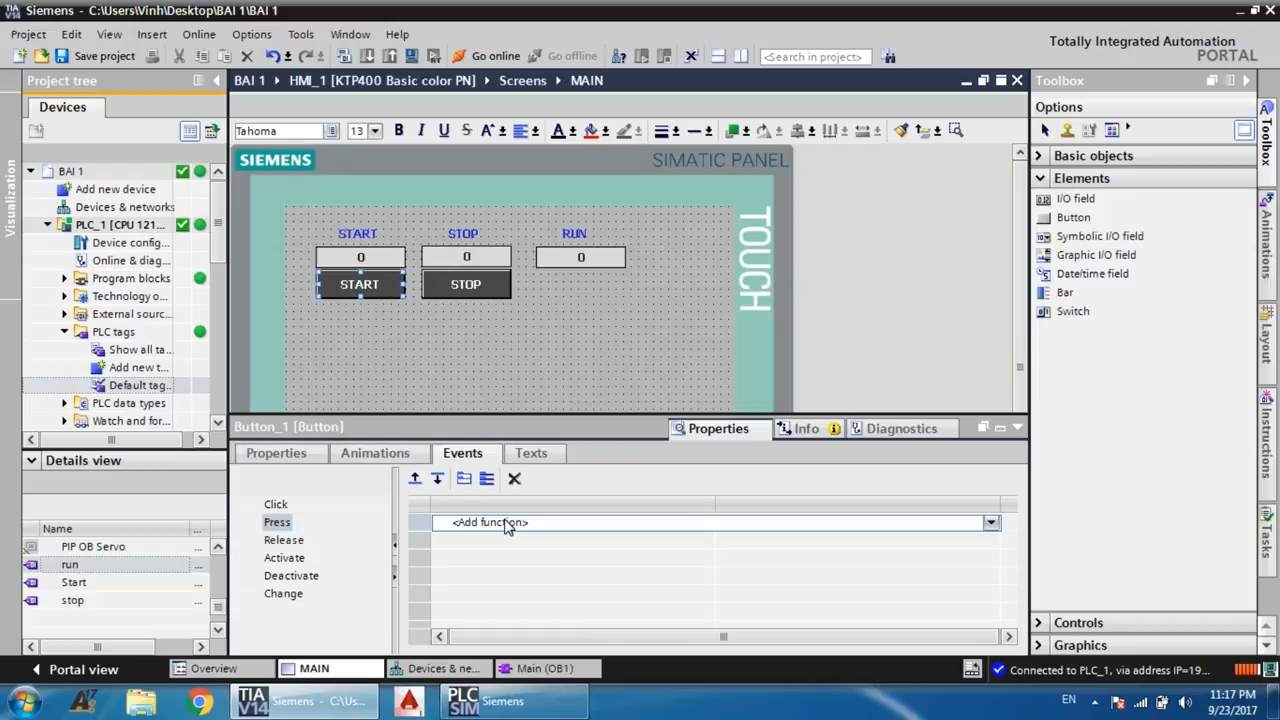 TIA
V14
Siemens - C:\Users\Vinh\Desktop\BAI 1\BAI 1
Project Edit View Insert Online Options Tools Window Help
Totally Integrated Automation
PORTAL
Save project
Go online
Go offline
<Search in project>
Project tree
BAI 1 HMI_1 [KTP400 Basic color PN] Screens MAIN
Toolbox
Devices
Options
Tahoma 13 B I U S A A
Visualization
SIEMENS
SIMATIC PANEL
TOUCH
BAI 1
Add new device
Devices & networks
PLC_1 [CPU 121...
Device config...
Online & diag...
Program blocks
Technology o...
External sourc...
PLC tags
Show all ta...
Add new t...
Default tag...
PLC data types
Watch and for...
START STOP RUN
0 0 0
START STOP
Basic objects
Elements
I/O field
Button
Symbolic I/O field
Graphic I/O field
Date/time field
Bar
Switch
Controls
Graphics
Toolbox
Animations
Layout
Instructions
Tasks
Details view
Name ...
PIP OB Servo ...
run ...
Start ...
stop ...
Button_1 [Button]
Properties Info Diagnostics
Properties Animations Events Texts
Click
Press
Release
Activate
Deactivate
Change
<Add function>
Portal view
Overview
MAIN
Devices & ne...
Main (OB1)
Connected to PLC_1, via address IP=19...
TIA
V14
Siemens - C:\Us...
PLC
SIM
Siemens
EN
11:17 PM
9/23/2017